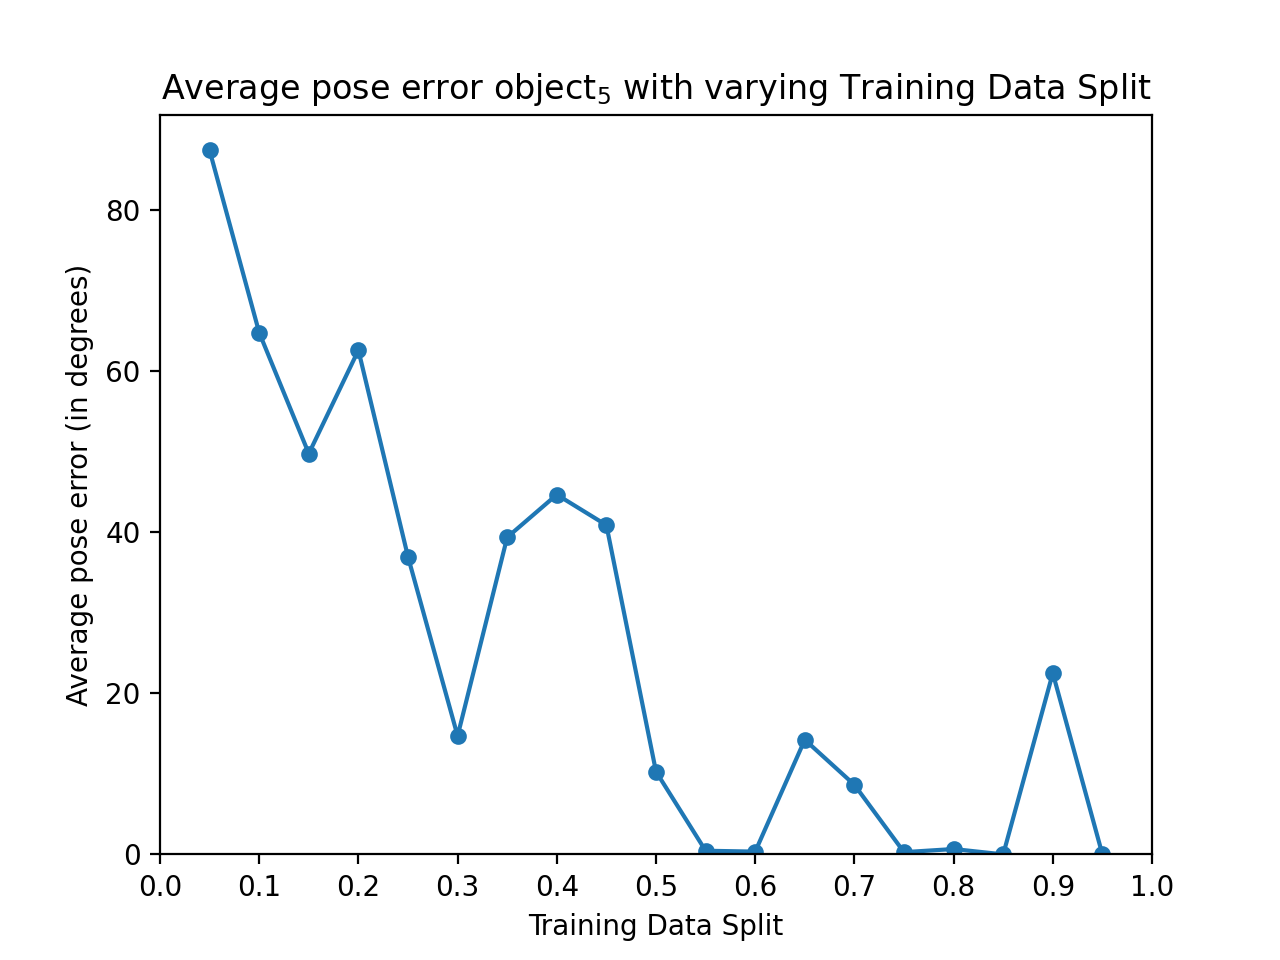 Average pose error object₅ with varying Training Data Split
Average pose error (in degrees)
80
60
40
20
0
0.0 0.1 0.2 0.3 0.4 0.5 0.6 0.7 0.8 0.9 1.0
Training Data Split